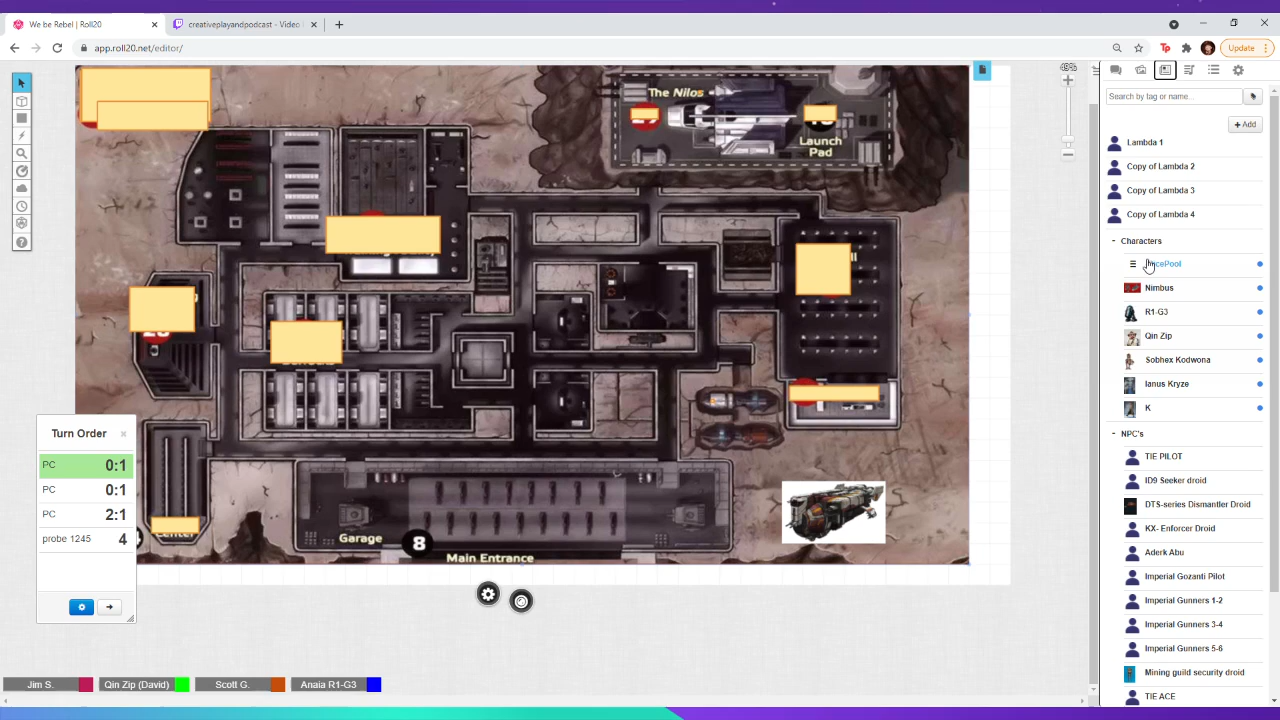 We be Rebel | Roll20
creativeplayandpodcast - Video
app.roll20.net/editor/
Update
Search by tag or name...
+ Add
Lambda 1
Copy of Lambda 2
Copy of Lambda 3
Copy of Lambda 4
Characters
Nimbus
R1-G3
Qin Zip
Sobhex Kodwona
Ianus Kryze
K
NPC's
TIE PILOT
ID9 Seeker droid
DTS-series Dismantler Droid
KX- Enforcer Droid
Aderk Abu
Imperial Gozanti Pilot
Imperial Gunners 1-2
Imperial Gunners 3-4
Imperial Gunners 5-6
Mining guild security droid
TIE ACE
The Nilos
Launch
Pad
Garage
8
Main Entrance
Turn Order
PC 0:1
PC 0:1
PC 2:1
probe 1245 4
Jim S.
Qin Zip (David)
Scott G.
Anaia R1-G3